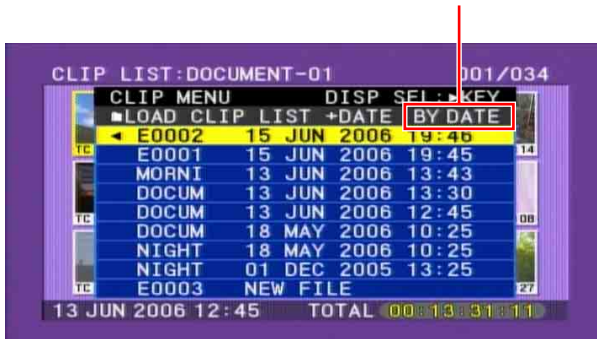 CLIP LIST:DOCUMENT-01 001/034
CLIP MENU DISP SEL:►KEY
LOAD CLIP LIST +DATE BY DATE
◄ E0002 15 JUN 2006 19:46
E0001 15 JUN 2006 19:45
MORNI 13 JUN 2006 13:43
DOCUM 13 JUN 2006 13:30
DOCUM 13 JUN 2006 12:45
DOCUM 18 MAY 2006 10:25
NIGHT 18 MAY 2006 10:25
NIGHT 01 DEC 2005 13:25
E0003 NEW FILE
TC 14
TC 08
TC 27
13 JUN 2006 12:45 TOTAL 00:13:31:11